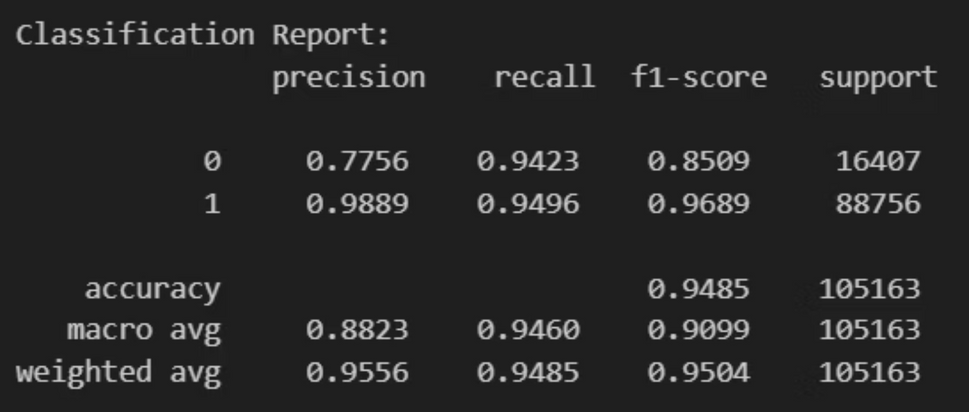 Classification Report:
precision recall f1-score support
0 0.7756 0.9423 0.8509 16407
1 0.9889 0.9496 0.9689 88756
accuracy 0.9485 105163
macro avg 0.8823 0.9460 0.9099 105163
weighted avg 0.9556 0.9485 0.9504 105163